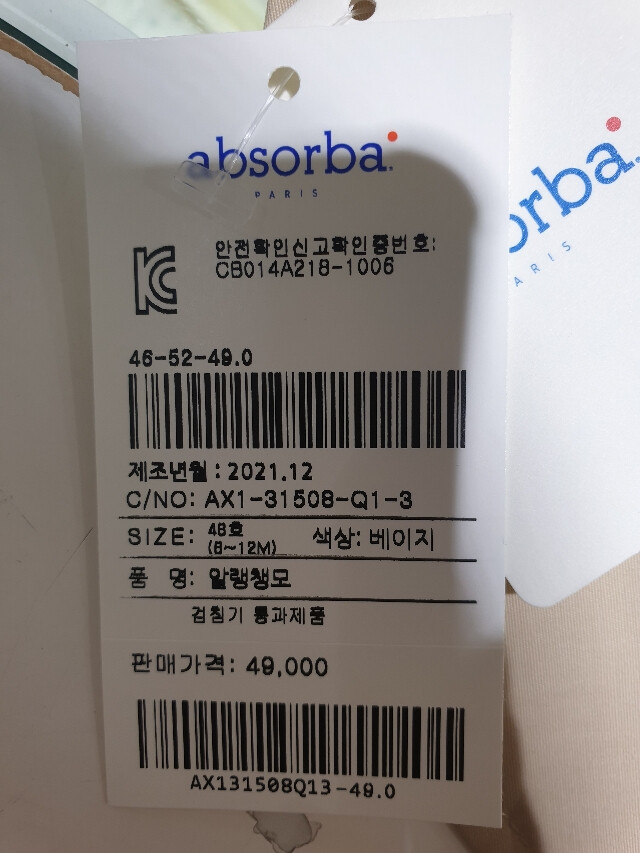 absorba
PARIS
안전확인신고확인증번호:
CB014A218-1006
46-52-49.0
제조년월: 2021.12
C/NO: AX1-31508-Q1-3
SIZE: 48호 색상: 베이지
(8~12M)
품 명: 알랭챙모
검침기 통과제품
판매가격: 49,000
AX131508Q13-49.0
orba
ARIS